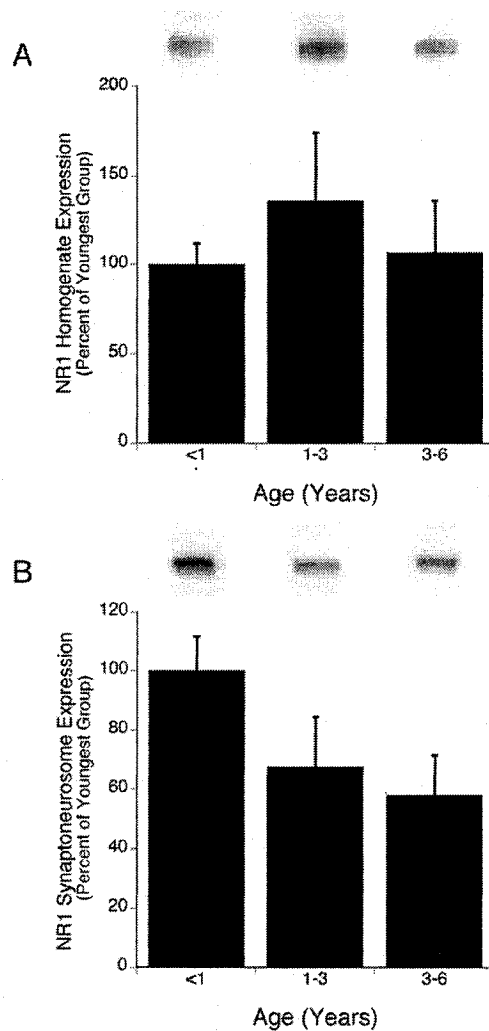 A
NR1 Homogenate Expression
(Percent of Youngest Group)
200
150
100
50
0
<1
1-3
3-6
Age (Years)
B
NR1 Synaptoneurosome Expression
(Percent of Youngest Group)
120
100
80
60
40
20
0
<1
1-3
3-6
Age (Years)